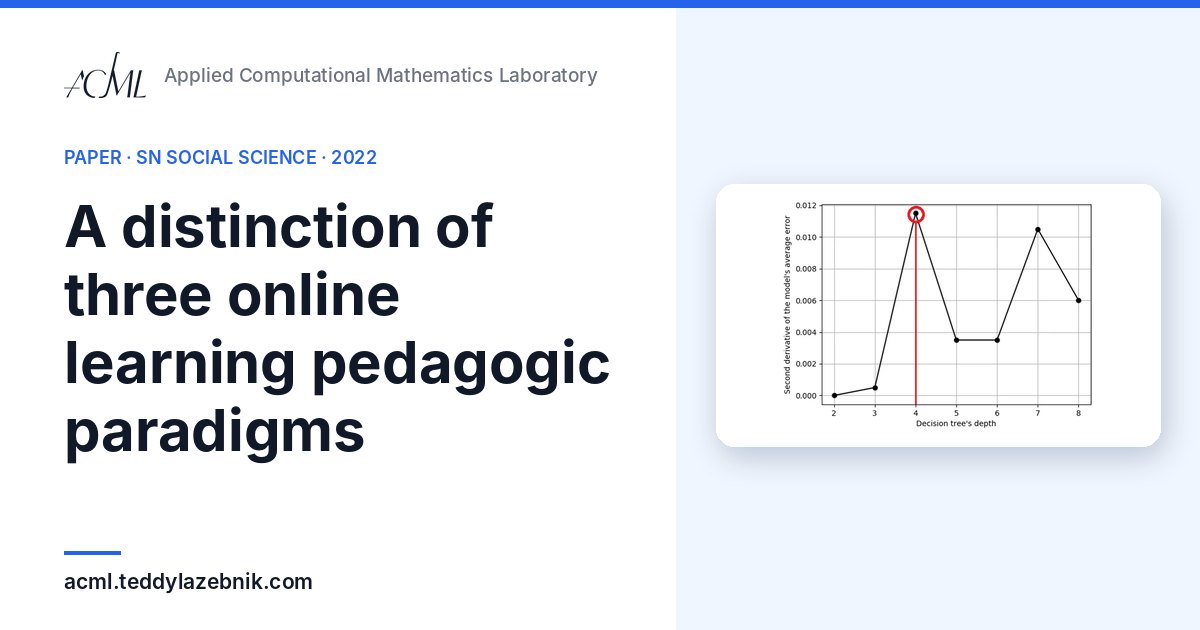 ACML
Applied Computational Mathematics Laboratory
PAPER · SN SOCIAL SCIENCE · 2022
A distinction of
three online
learning pedagogic
paradigms
acml.teddylazebnik.com
Second derivative of the model's average error
0.012
0.010
0.008
0.006
0.004
0.002
0.000
2 3 4 5 6 7 8
Decision tree's depth